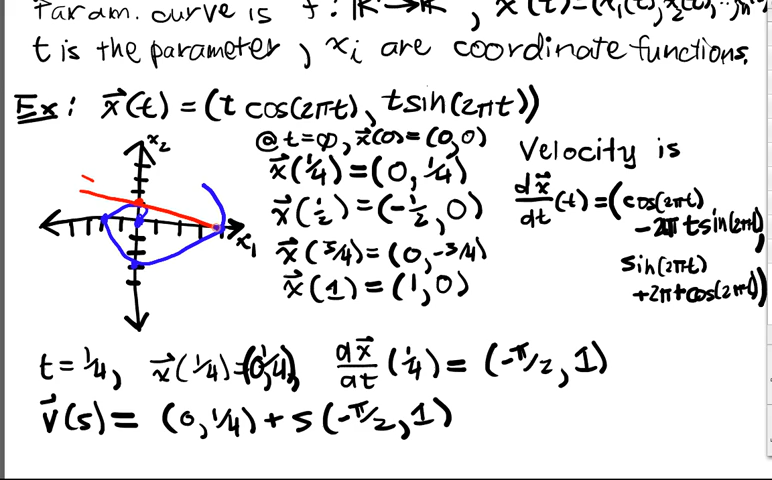 Param. curve is f: ℝ→ℝ , x⃗(t)=(x₁(t),x₂(t),..,
t is the parameter, xᵢ are coordinate functions.
Ex: x⃗(t) = (t cos(2πt), t sin(2πt))
x₂
x₁
@ t=0, x⃗(0)=(0,0)
x⃗(1/4)=(0, 1/4)
x⃗(1/2)=(-1/2, 0)
x⃗(3/4)=(0, -3/4)
x⃗(1) = (1, 0)
Velocity is
dx⃗/dt (t) = (cos(2πt)
-2π t sin(2πt),
sin(2πt)
+2πt cos(2πt))
t = 1/4, x⃗(1/4)=(0,1/4), dx⃗/dt (1/4) = (-π/2, 1)
v⃗(s) = (0, 1/4) + s(-π/2, 1)